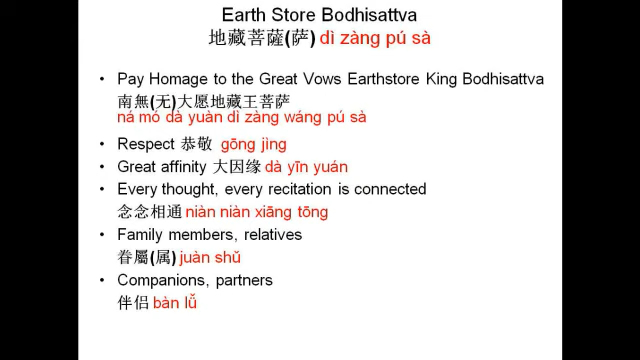 Earth Store Bodhisattva
地藏菩薩(萨) dì zàng pú sà
• Pay Homage to the Great Vows Earthstore King Bodhisattva
南無(无)大愿地藏王菩萨
ná mó dà yuàn dì zàng wáng pú sà
• Respect 恭敬 gōng jìng
• Great affinity 大因缘 dà yīn yuán
• Every thought, every recitation is connected
念念相通 niàn niàn xiāng tōng
• Family members, relatives
眷屬(属) juàn shǔ
• Companions, partners
伴侣 bàn lǚ